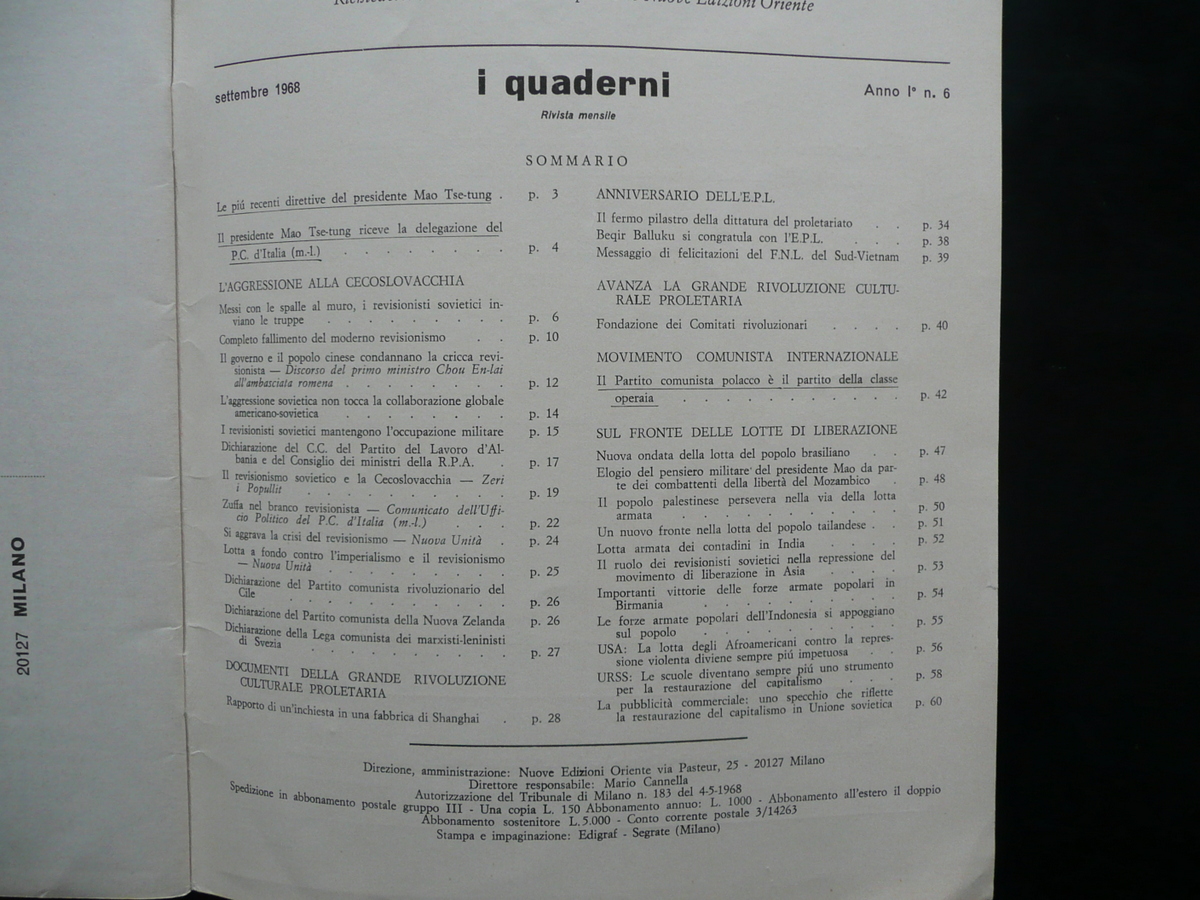 Nuove Edizioni Oriente
settembre 1968
i quaderni
Anno I° n. 6
Rivista mensile
SOMMARIO
Le piú recenti direttive del presidente Mao Tse-tung . p. 3
Il presidente Mao Tse-tung riceve la delegazione del
P.C. d'Italia (m.-l.) . . . . . . . p. 4
L'AGGRESSIONE ALLA CECOSLOVACCHIA
Messi con le spalle al muro, i revisionisti sovietici in-
viano le truppe . . . . . . . . p. 6
Completo fallimento del moderno revisionismo . . p. 10
Il governo e il popolo cinese condannano la cricca revi-
sionista — Discorso del primo ministro Chou En-lai
all'ambasciata romena . . . . . . . p. 12
L'aggressione sovietica non tocca la collaborazione globale
americano-sovietica . . . . . . . p. 14
I revisionisti sovietici mantengono l'occupazione militare p. 15
Dichiarazione del C.C. del Partito del Lavoro d'Al-
bania e del Consiglio dei ministri della R.P.A. . p. 17
Il revisionismo sovietico e la Cecoslovacchia — Zeri
i Popullit . . . . . . . . . p. 19
Zuffa nel branco revisionista — Comunicato dell'Uffi-
cio Politico del P.C. d'Italia (m.-l.) . . . p. 22
Si aggrava la crisi del revisionismo — Nuova Unità . p. 24
Lotta a fondo contro l'imperialismo e il revisionismo
— Nuova Unità . . . . . . . . p. 25
Dichiarazione del Partito comunista rivoluzionario del
Cile . . . . . . . . . . p. 26
Dichiarazione del Partito comunista della Nuova Zelanda p. 26
Dichiarazione della Lega comunista dei marxisti-leninisti
di Svezia . . . . . . . . p. 27
DOCUMENTI DELLA GRANDE RIVOLUZIONE
CULTURALE PROLETARIA
Rapporto di un'inchiesta in una fabbrica di Shanghai . p. 28
ANNIVERSARIO DELL'E.P.L.
Il fermo pilastro della dittatura del proletariato . . p. 34
Beqir Balluku si congratula con l'E.P.L. . . . p. 38
Messaggio di felicitazioni del F.N.L. del Sud-Vietnam p. 39
AVANZA LA GRANDE RIVOLUZIONE CULTU-
RALE PROLETARIA
Fondazione dei Comitati rivoluzionari . . . . p. 40
MOVIMENTO COMUNISTA INTERNAZIONALE
Il Partito comunista polacco è il partito della classe
operaia . . . . . . . . . . p. 42
SUL FRONTE DELLE LOTTE DI LIBERAZIONE
Nuova ondata della lotta del popolo brasiliano . . p. 47
Elogio del pensiero militare del presidente Mao da par-
te dei combattenti della libertà del Mozambico . p. 48
Il popolo palestinese persevera nella via della lotta
armata . . . . . . . . . p. 50
Un nuovo fronte nella lotta del popolo tailandese . . p. 51
Lotta armata dei contadini in India . . . . p. 52
Il ruolo dei revisionisti sovietici nella repressione del
movimento di liberazione in Asia . . . . p. 53
Importanti vittorie delle forze armate popolari in
Birmania . . . . . . . . p. 54
Le forze armate popolari dell'Indonesia si appoggiano
sul popolo . . . . . . . . p. 55
USA: La lotta degli Afroamericani contro la repres-
sione violenta diviene sempre piú impetuosa . . p. 56
URSS: Le scuole diventano sempre piú uno strumento
per la restaurazione del capitalismo . . . p. 58
La pubblicità commerciale: uno specchio che riflette
la restaurazione del capitalismo in Unione sovietica p. 60
Direzione, amministrazione: Nuove Edizioni Oriente via Pasteur, 25 - 20127 Milano
Direttore responsabile: Mario Cannella
Autorizzazione del Tribunale di Milano n. 183 del 4-5-1968
Spedizione in abbonamento postale gruppo III - Una copia L. 150 Abbonamento annuo: L. 1000 - Abbonamento all'estero il doppio
Abbonamento sostenitore L. 5.000 - Conto corrente postale 3/14263
Stampa e impaginazione: Edigraf - Segrate (Milano)
20127 MILANO